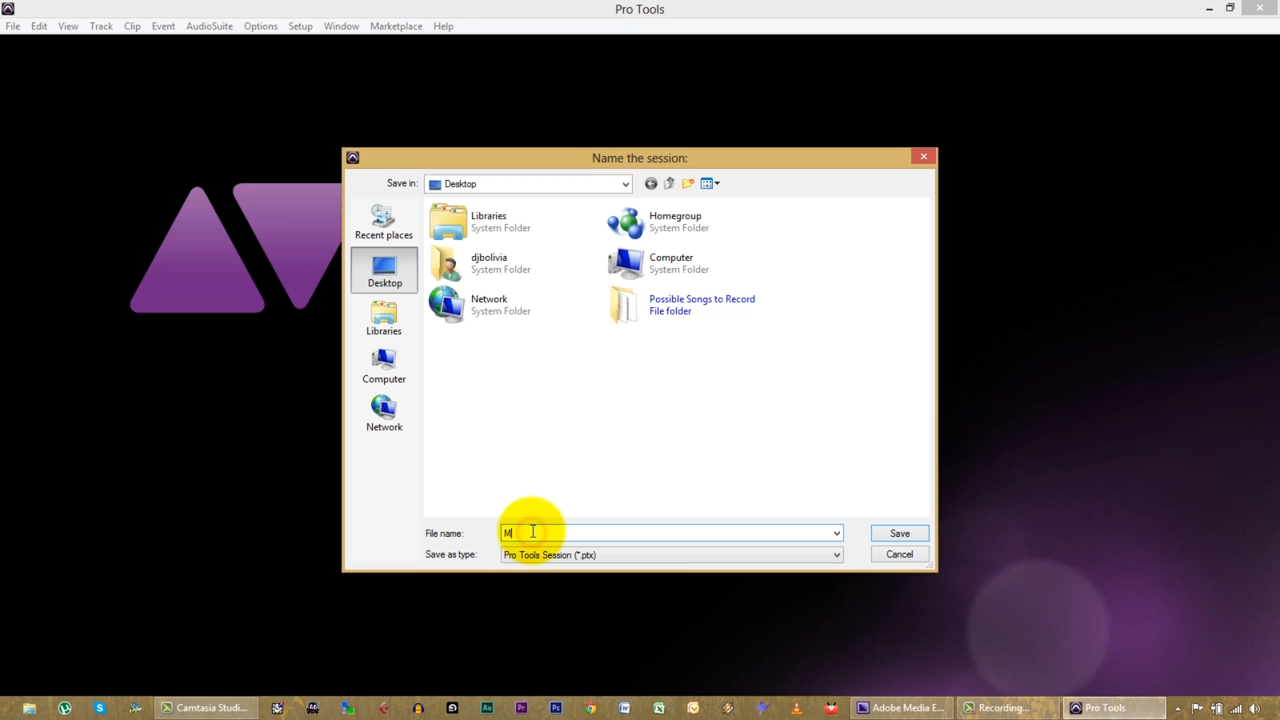 Pro Tools
File Edit View Track Clip Event AudioSuite Options Setup Window Marketplace Help
Name the session:
Save in: Desktop
Recent places
Desktop
Libraries
Computer
Network
Libraries
System Folder
Homegroup
System Folder
djbolivia
System Folder
Computer
System Folder
Network
System Folder
Possible Songs to Record
File folder
File name: M
Save
Save as type: Pro Tools Session (*.ptx)
Cancel
Camtasia Studi... Au Pr Ps Adobe Media E... Recording... Pro Tools